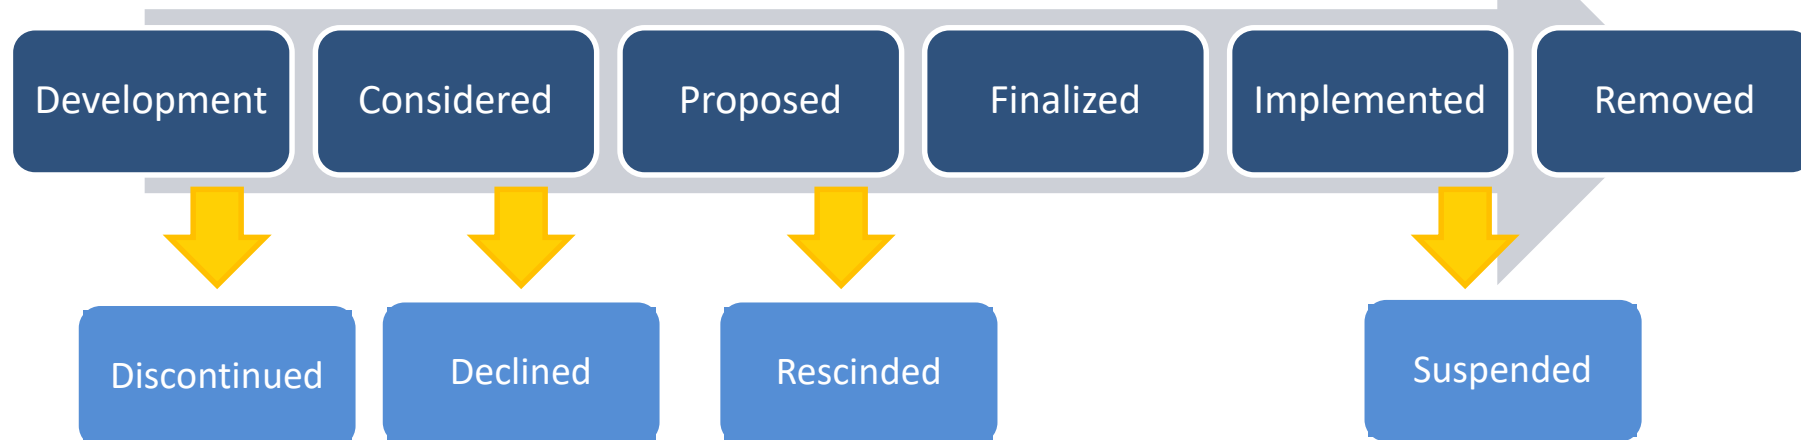 Development
Considered
Proposed
Finalized
Implemented
Removed
Discontinued
Declined
Rescinded
Suspended